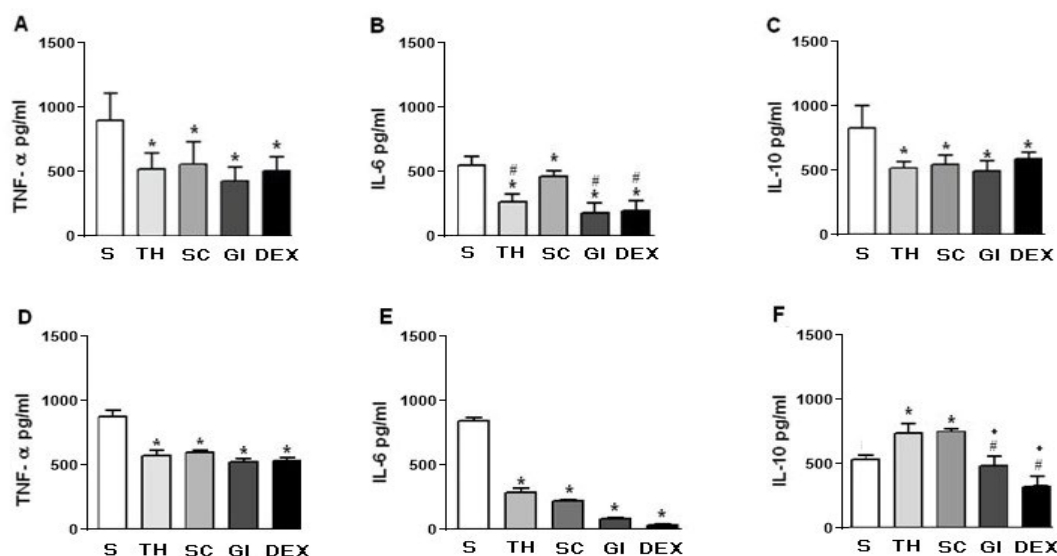 A
1500
1000
500
0
TNF- α pg/ml
* * * *
S TH SC GI DEX
B
1500
1000
500
0
IL-6 pg/ml
# * # #
* * *
S TH SC GI DEX
C
1500
1000
500
0
IL-10 pg/ml
* * * *
S TH SC GI DEX
D
1500
1000
500
0
TNF- α pg/ml
* * * *
S TH SC GI DEX
E
1500
1000
500
0
IL-6 pg/ml
* * * *
S TH SC GI DEX
F
1500
1000
500
0
IL-10 pg/ml
* * ♦ ♦
# #
S TH SC GI DEX